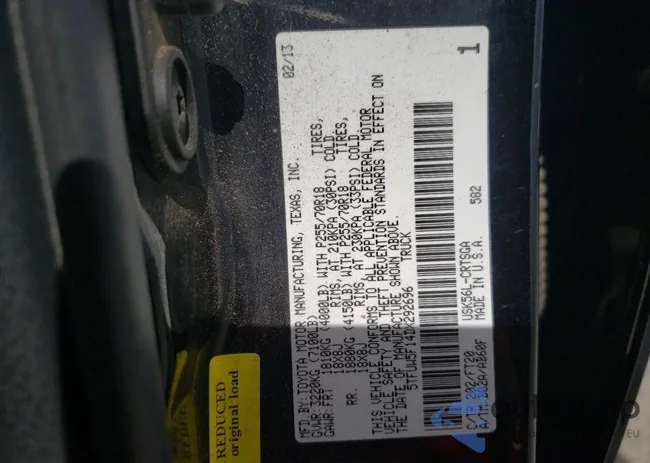 MFD.BY:TOYOTA MOTOR MANUFACTURING, TEXAS, INC. 02/13
GVWR: 3220KG (7100LB)
GAWR:FRT 1810KG (4000LB) WITH P255/70R18 TIRES,
18X8J RIMS, AT 210KPA (30PSI) COLD
RR. 1880KG (4150LB) WITH P255/70R18 TIRES,
18X8J RIMS, AT 230KPA (33PSI) COLD
THIS VEHICLE CONFORMS TO ALL APPLICABLE FEDERAL MOTOR
VEHICLE SAFETY AND THEFT PREVENTION STANDARDS IN EFFECT ON
THE DATE OF MANUFACTURE SHOWN ABOVE.
5TFUW5F14DX292696 TRUCK
1
C/TR:202/FT20 USK56L-CRTSGA
A/TM:B02A/AB60F MADE IN U.S.A. 582
REDUCED
original load